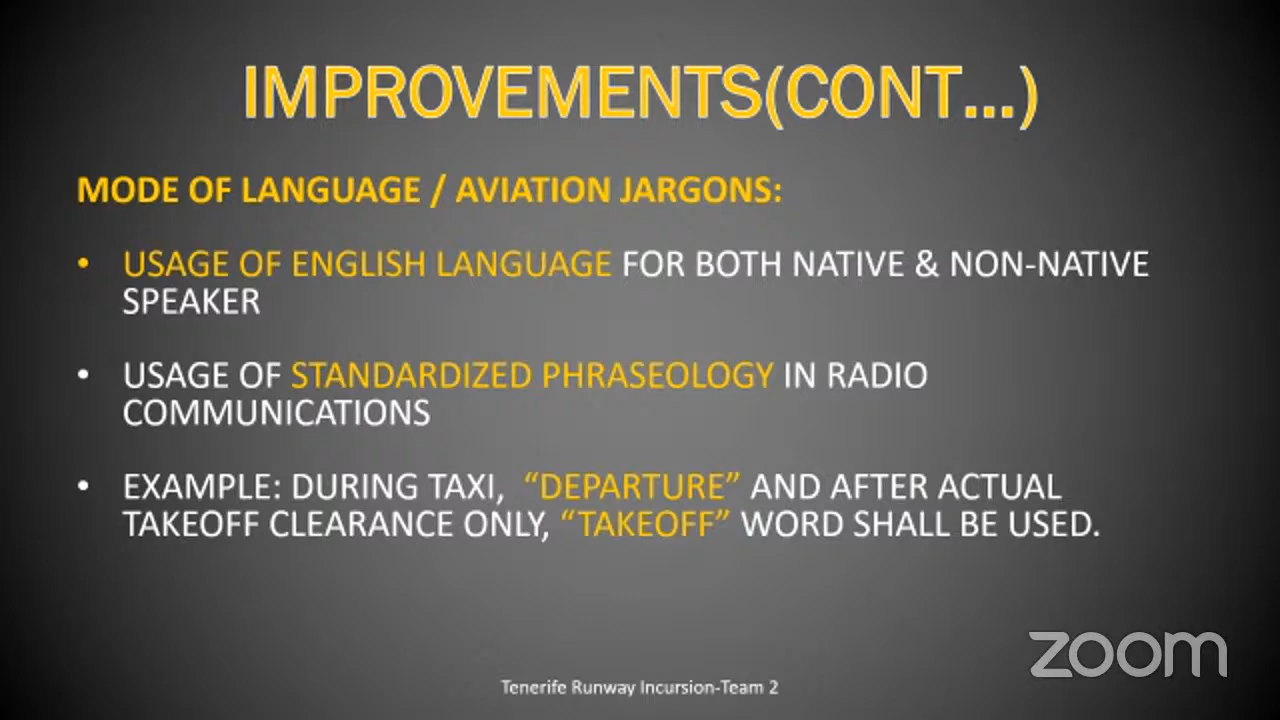 IMPROVEMENTS(CONT...)
MODE OF LANGUAGE / AVIATION JARGONS:
• USAGE OF ENGLISH LANGUAGE FOR BOTH NATIVE & NON-NATIVE
SPEAKER
• USAGE OF STANDARDIZED PHRASEOLOGY IN RADIO
COMMUNICATIONS
• EXAMPLE: DURING TAXI, “DEPARTURE” AND AFTER ACTUAL
TAKEOFF CLEARANCE ONLY, “TAKEOFF” WORD SHALL BE USED.
zoom
Tenerife Runway Incursion-Team 2